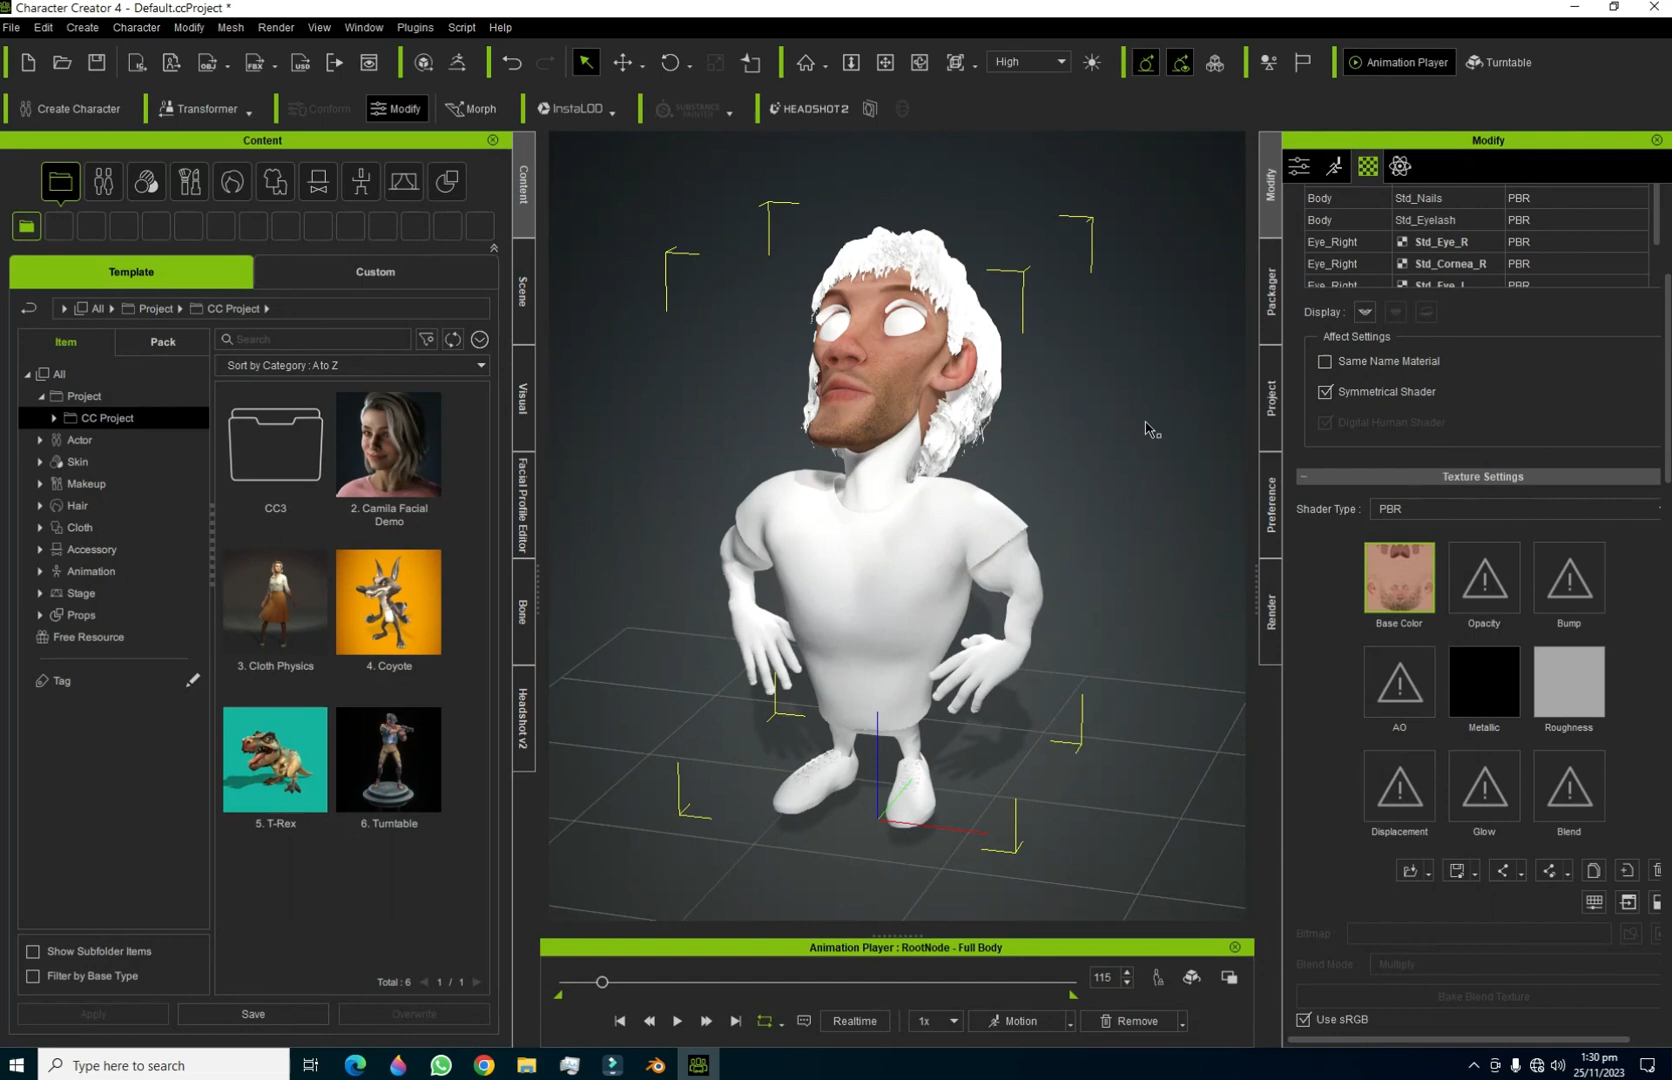 Character Creator 4 - Default.ccProject *
File Edit Create Character Modify Mesh Render View Window Plugins Script Help
High
Animation Player
Turntable
Create Character
Transformer
Conform
Modify
Morph
InstaLOD
SUBSTANCE
PAINTER
HEADSHOT 2
Content
Template
Custom
All
Project
CC Project
Item
Pack
Search
Sort by Category : A to Z
All
Project
CC Project
Actor
Skin
Makeup
Hair
Cloth
Accessory
Animation
Stage
Props
Free Resource
Tag
CC3
2. Camila Facial
Demo
3. Cloth Physics
4. Coyote
5. T-Rex
6. Turntable
Show Subfolder Items
Filter by Base Type
Total : 6
1 / 1
Apply
Save
Overwrite
Content
Scene
Visual
Facial Profile Editor
Bone
Headshot v2
Animation Player : RootNode - Full Body
115
Realtime
1x
Motion
Remove
Modify
Packager
Project
Preference
Render
Modify
Body Std_Nails PBR
Body Std_Eyelash PBR
Eye_Right Std_Eye_R PBR
Eye_Right Std_Cornea_R PBR
Display :
Affect Settings
Same Name Material
Symmetrical Shader
Digital Human Shader
Texture Settings
Shader Type : PBR
Base Color
Opacity
Bump
AO
Metallic
Roughness
Displacement
Glow
Blend
Bitmap :
Blend Mode : Multiply
Bake Blend Texture
Use sRGB
Type here to search
1:30 pm
25/11/2023